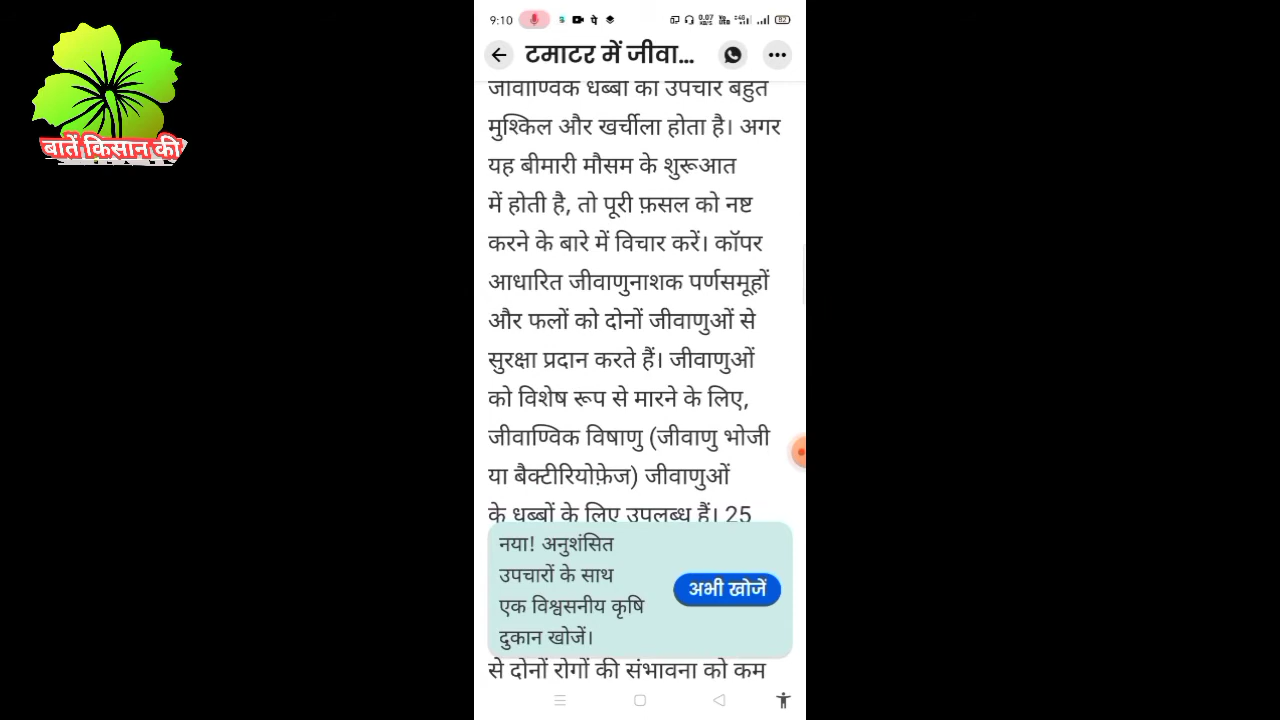 बातें किसान की
9:10
82
टमाटर में जीवा...
जीवाण्विक धब्बों का उपचार बहुत
मुश्किल और खर्चीला होता है। अगर
यह बीमारी मौसम के शुरूआत
में होती है, तो पूरी फ़सल को नष्ट
करने के बारे में विचार करें। कॉपर
आधारित जीवाणुनाशक पर्णसमूहों
और फलों को दोनों जीवाणुओं से
सुरक्षा प्रदान करते हैं। जीवाणुओं
को विशेष रूप से मारने के लिए,
जीवाण्विक विषाणु (जीवाणु भोजी
या बैक्टीरियोफ़ेज) जीवाणुओं
के धब्बों के लिए उपलब्ध हैं। 25
नया! अनुशंसित
उपचारों के साथ
एक विश्वसनीय कृषि
दुकान खोजें।
अभी खोजें
से दोनों रोगों की संभावना को कम